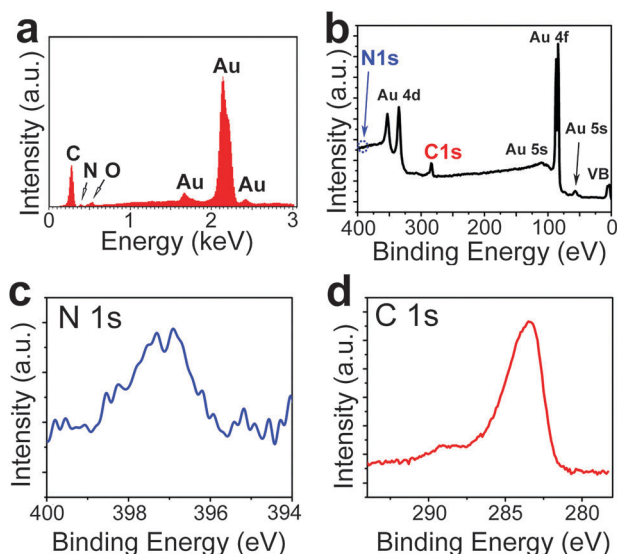 a
Intensity (a.u.)
C
N
O
Au
Au
Au
0
1
2
3
Energy (keV)
b
Intensity (a.u.)
N1s
Au 4d
C1s
Au 5s
Au 4f
Au 5s
VB
400
300
200
100
0
Binding Energy (eV)
c
N 1s
Intensity (a.u.)
400
398
396
394
Binding Energy (eV)
d
C 1s
Intensity (a.u.)
290
285
280
Binding Energy (eV)